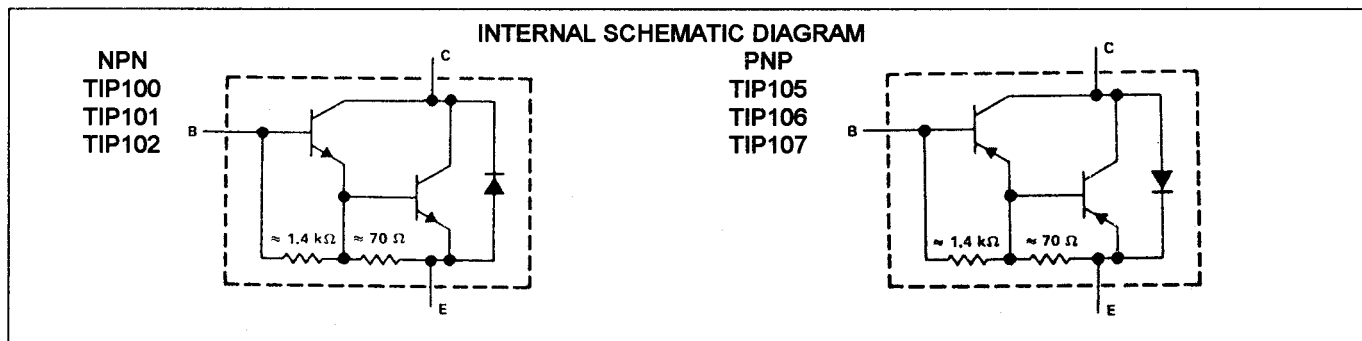 INTERNAL SCHEMATIC DIAGRAM
NPN
TIP100
TIP101
TIP102
B
C
≈ 1.4 kΩ
≈ 70 Ω
E
PNP
TIP105
TIP106
TIP107
B
C
≈ 1.4 kΩ
≈ 70 Ω
E